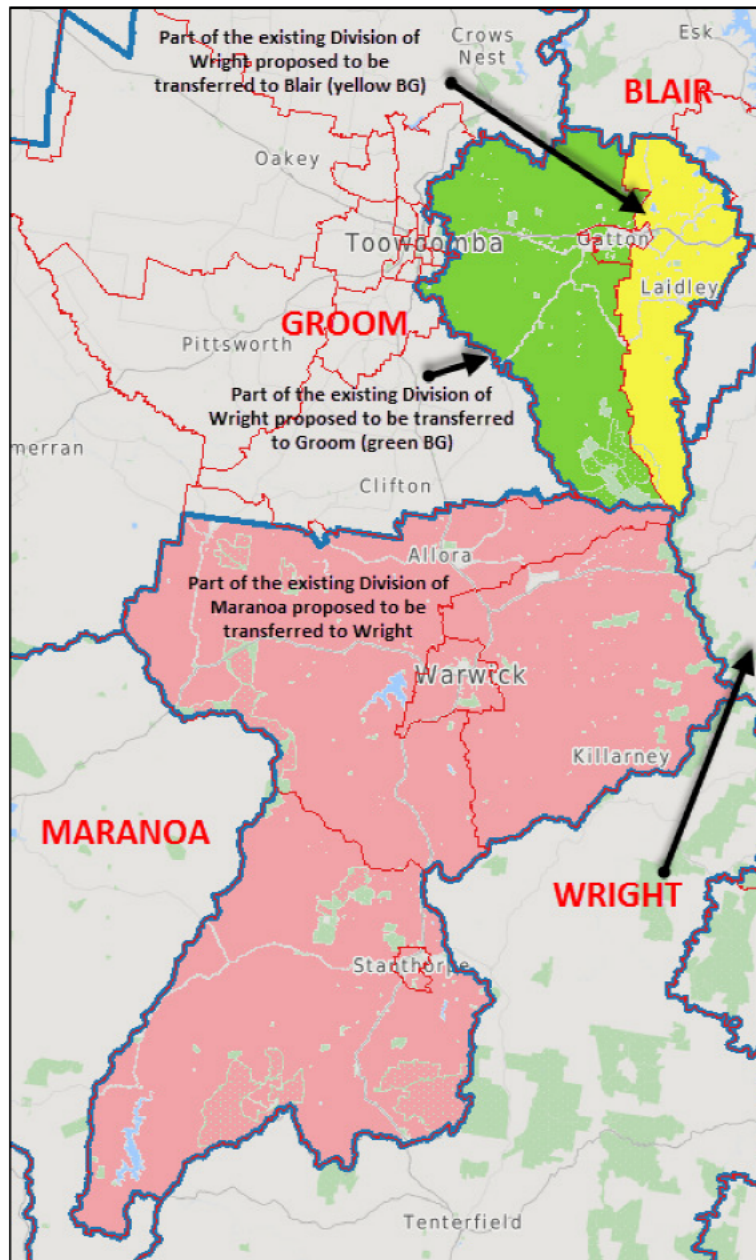 Part of the existing Division of
Wright proposed to be
transferred to Blair (yellow BG)
Crows
Nest
Esk
BLAIR
Oakey
Toowoomba
Gatton
Laidley
GROOM
Pittsworth
Part of the existing Division of
Wright proposed to be transferred
to Groom (green BG)
merran
Clifton
Allora
Part of the existing Division of
Maranoa proposed to be
transferred to Wright
Warwick
Killarney
MARANOA
WRIGHT
Stanthorpe
Tenterfield